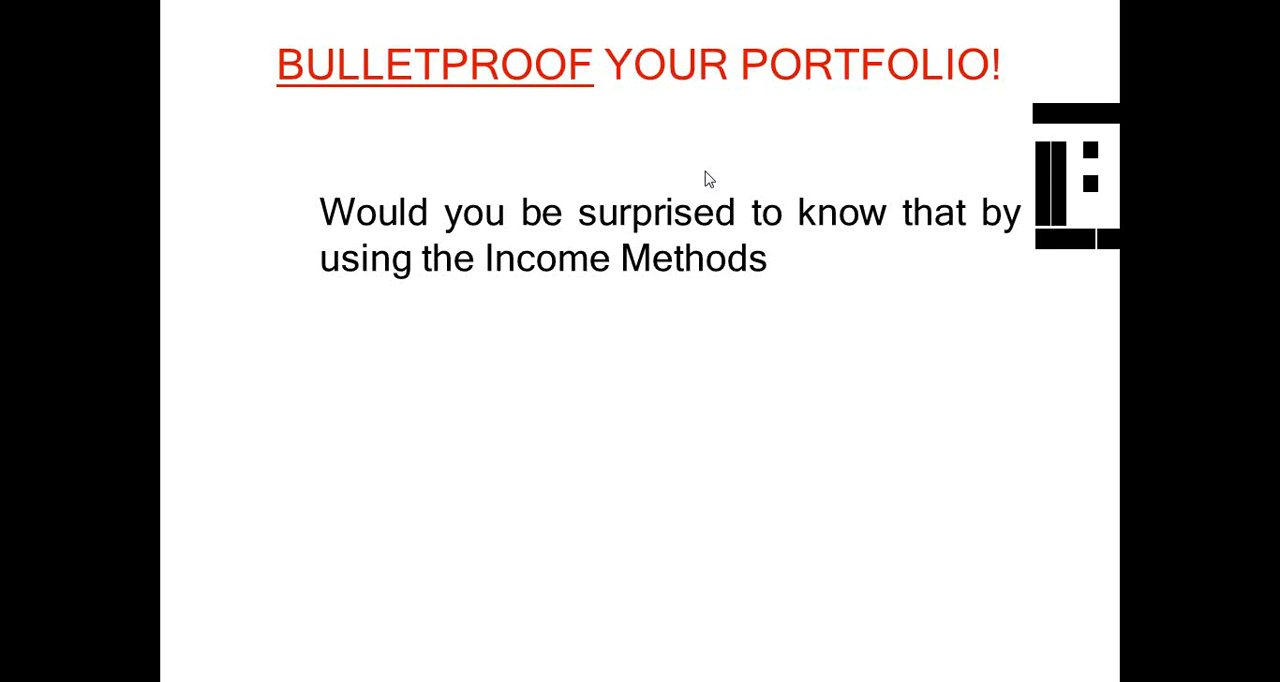 BULLETPROOF YOUR PORTFOLIO!
Would you be surprised to know that by
using the Income Methods